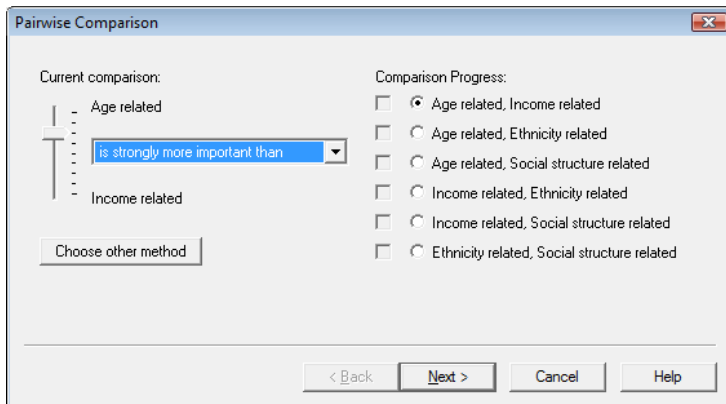 Pairwise Comparison
Current comparison:
Age related
is strongly more important than
Income related
Choose other method
Comparison Progress:
Age related, Income related
Age related, Ethnicity related
Age related, Social structure related
Income related, Ethnicity related
Income related, Social structure related
Ethnicity related, Social structure related
< Back
Next >
Cancel
Help